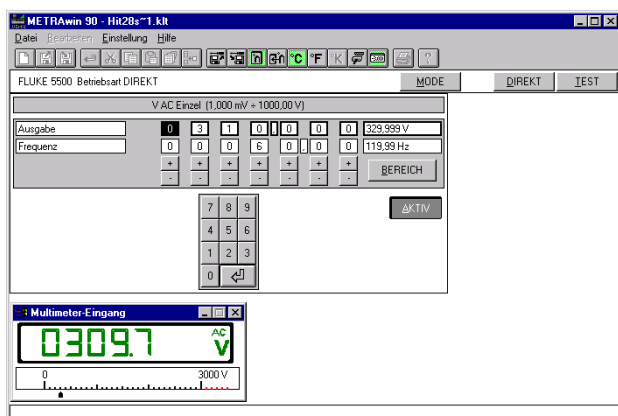 METRAwin 90 - Hit28s~1.klt
Datei Bearbeiten Einstellung Hilfe
°C °F °K
FLUKE 5500 Betriebsart DIREKT MODE DIREKT TEST
V AC Einzel (1,000 mV ÷ 1000,00 V)
Ausgabe 0 3 1 0 , 0 0 0 329,999 V
Frequenz 0 0 0 6 0 , 0 0 119,99 Hz
+ + + + + + +
- - - - - - -
BEREICH
7 8 9
AKTIV
4 5 6
1 2 3
0
Multimeter-Eingang
0309.7 AC V
0 3000 V